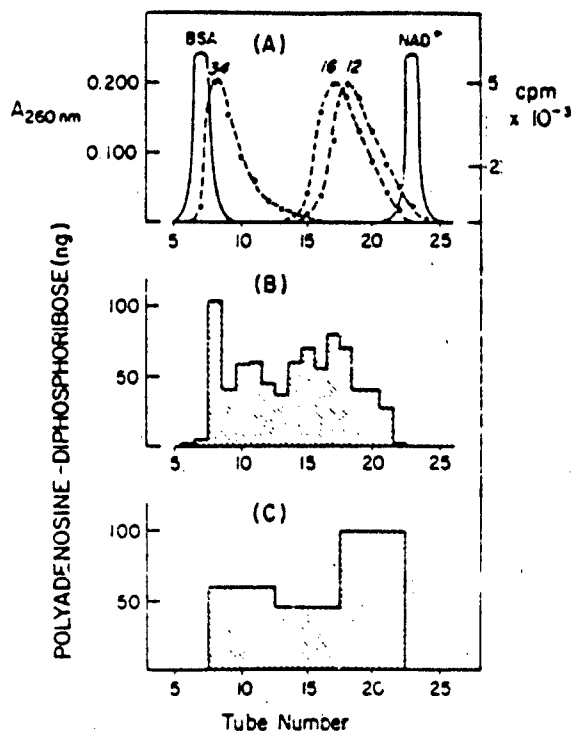 (A)
BSA
34
16 12
NAD+
A260 nm
0.200
0.100
5
2
cpm
x 10-3
5 10 15 20 25
POLYADENOSINE-DIPHOSPHORIBOSE (ng)
(B)
100
50
5 10 15 20 25
(C)
100
50
5 10 15 20 25
Tube Number